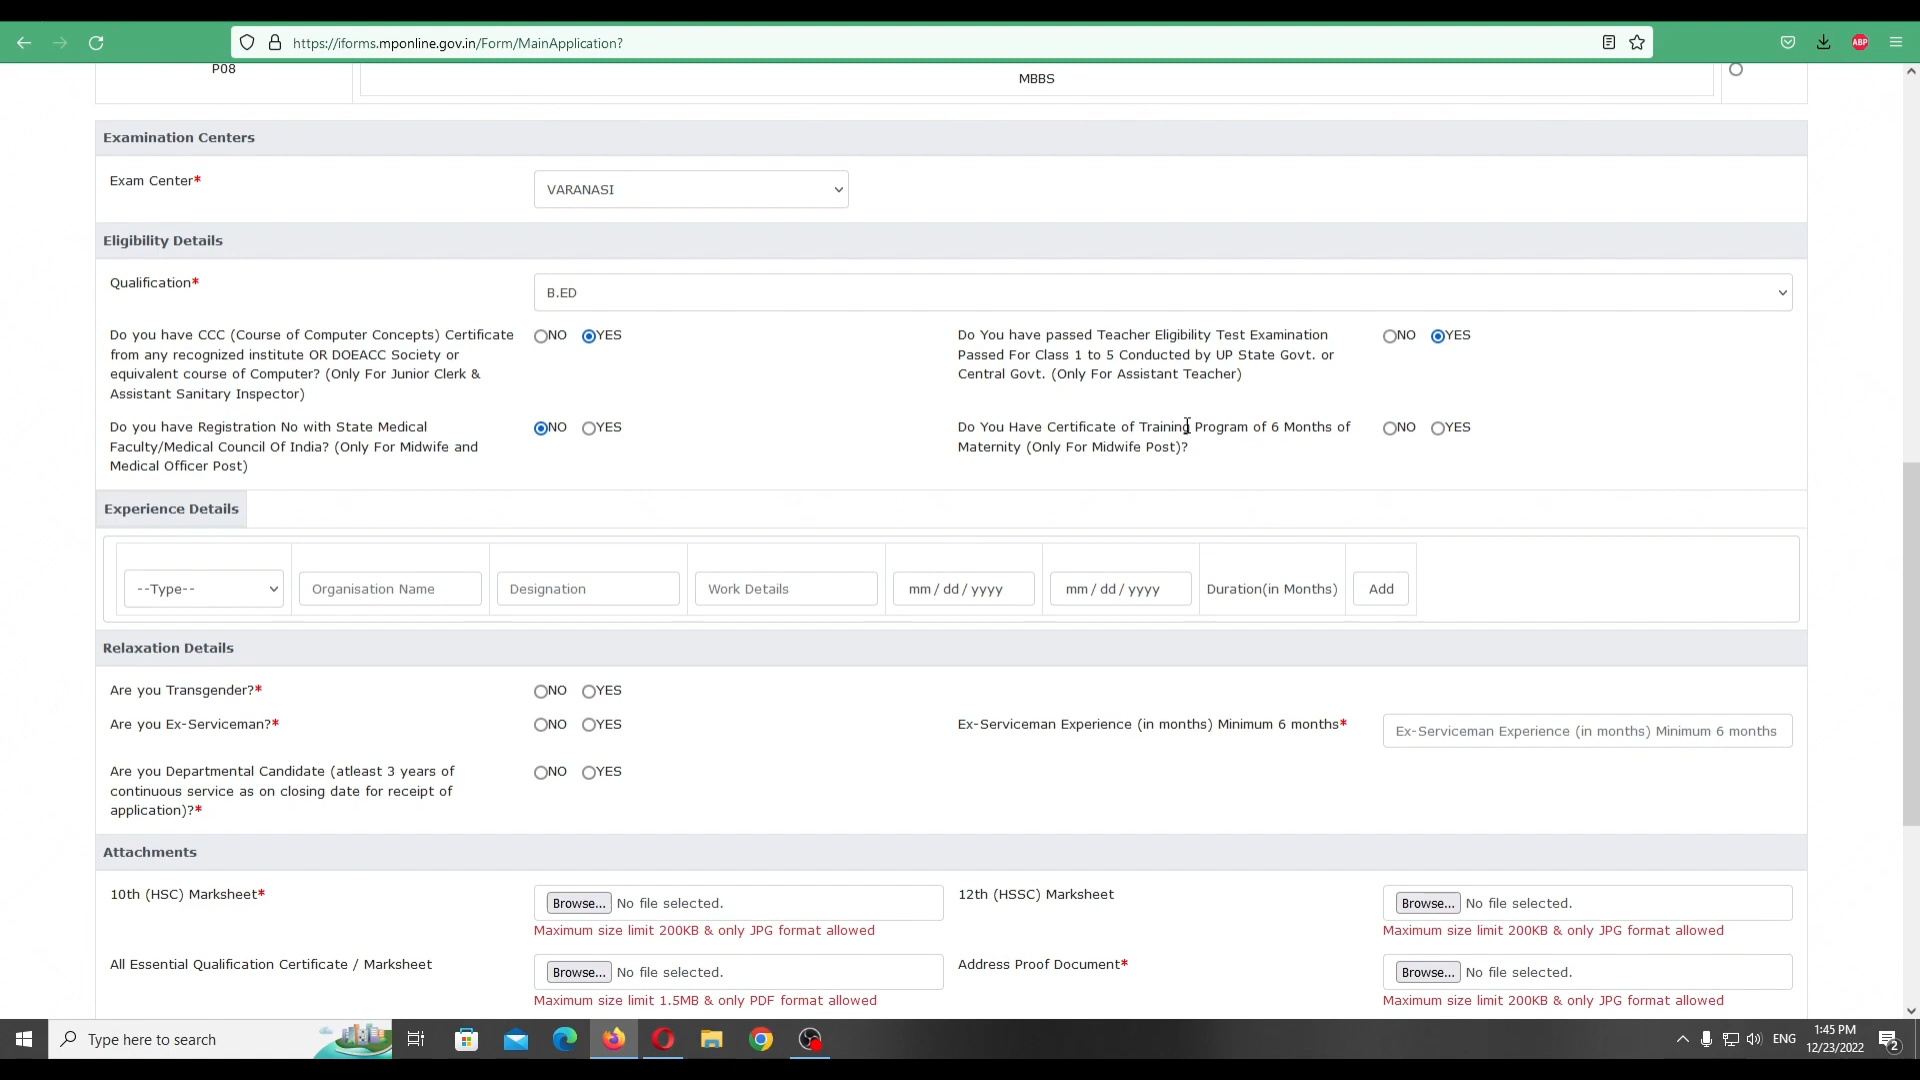 https://iforms.mponline.gov.in/Form/MainApplication?
ABP
P08
MBBS
Examination Centers
Exam Center*
VARANASI
Eligibility Details
Qualification*
B.ED
Do you have CCC (Course of Computer Concepts) Certificate
from any recognized institute OR DOEACC Society or
equivalent course of Computer? (Only For Junior Clerk &
Assistant Sanitary Inspector)
NO YES
Do You have passed Teacher Eligibility Test Examination
Passed For Class 1 to 5 Conducted by UP State Govt. or
Central Govt. (Only For Assistant Teacher)
NO YES
Do you have Registration No with State Medical
Faculty/Medical Council Of India? (Only For Midwife and
Medical Officer Post)
NO YES
Do You Have Certificate of Training Program of 6 Months of
Maternity (Only For Midwife Post)?
NO YES
Experience Details
--Type-- Organisation Name Designation Work Details mm / dd / yyyy mm / dd / yyyy Duration(in Months) Add
Relaxation Details
Are you Transgender?*
NO YES
Are you Ex-Serviceman?*
NO YES
Ex-Serviceman Experience (in months) Minimum 6 months*
Ex-Serviceman Experience (in months) Minimum 6 months
Are you Departmental Candidate (atleast 3 years of
continuous service as on closing date for receipt of
application)?*
NO YES
Attachments
10th (HSC) Marksheet*
Browse... No file selected.
Maximum size limit 200KB & only JPG format allowed
12th (HSSC) Marksheet
Browse... No file selected.
Maximum size limit 200KB & only JPG format allowed
All Essential Qualification Certificate / Marksheet
Browse... No file selected.
Maximum size limit 1.5MB & only PDF format allowed
Address Proof Document*
Browse... No file selected.
Maximum size limit 200KB & only JPG format allowed
Type here to search
ENG
1:45 PM
12/23/2022
2